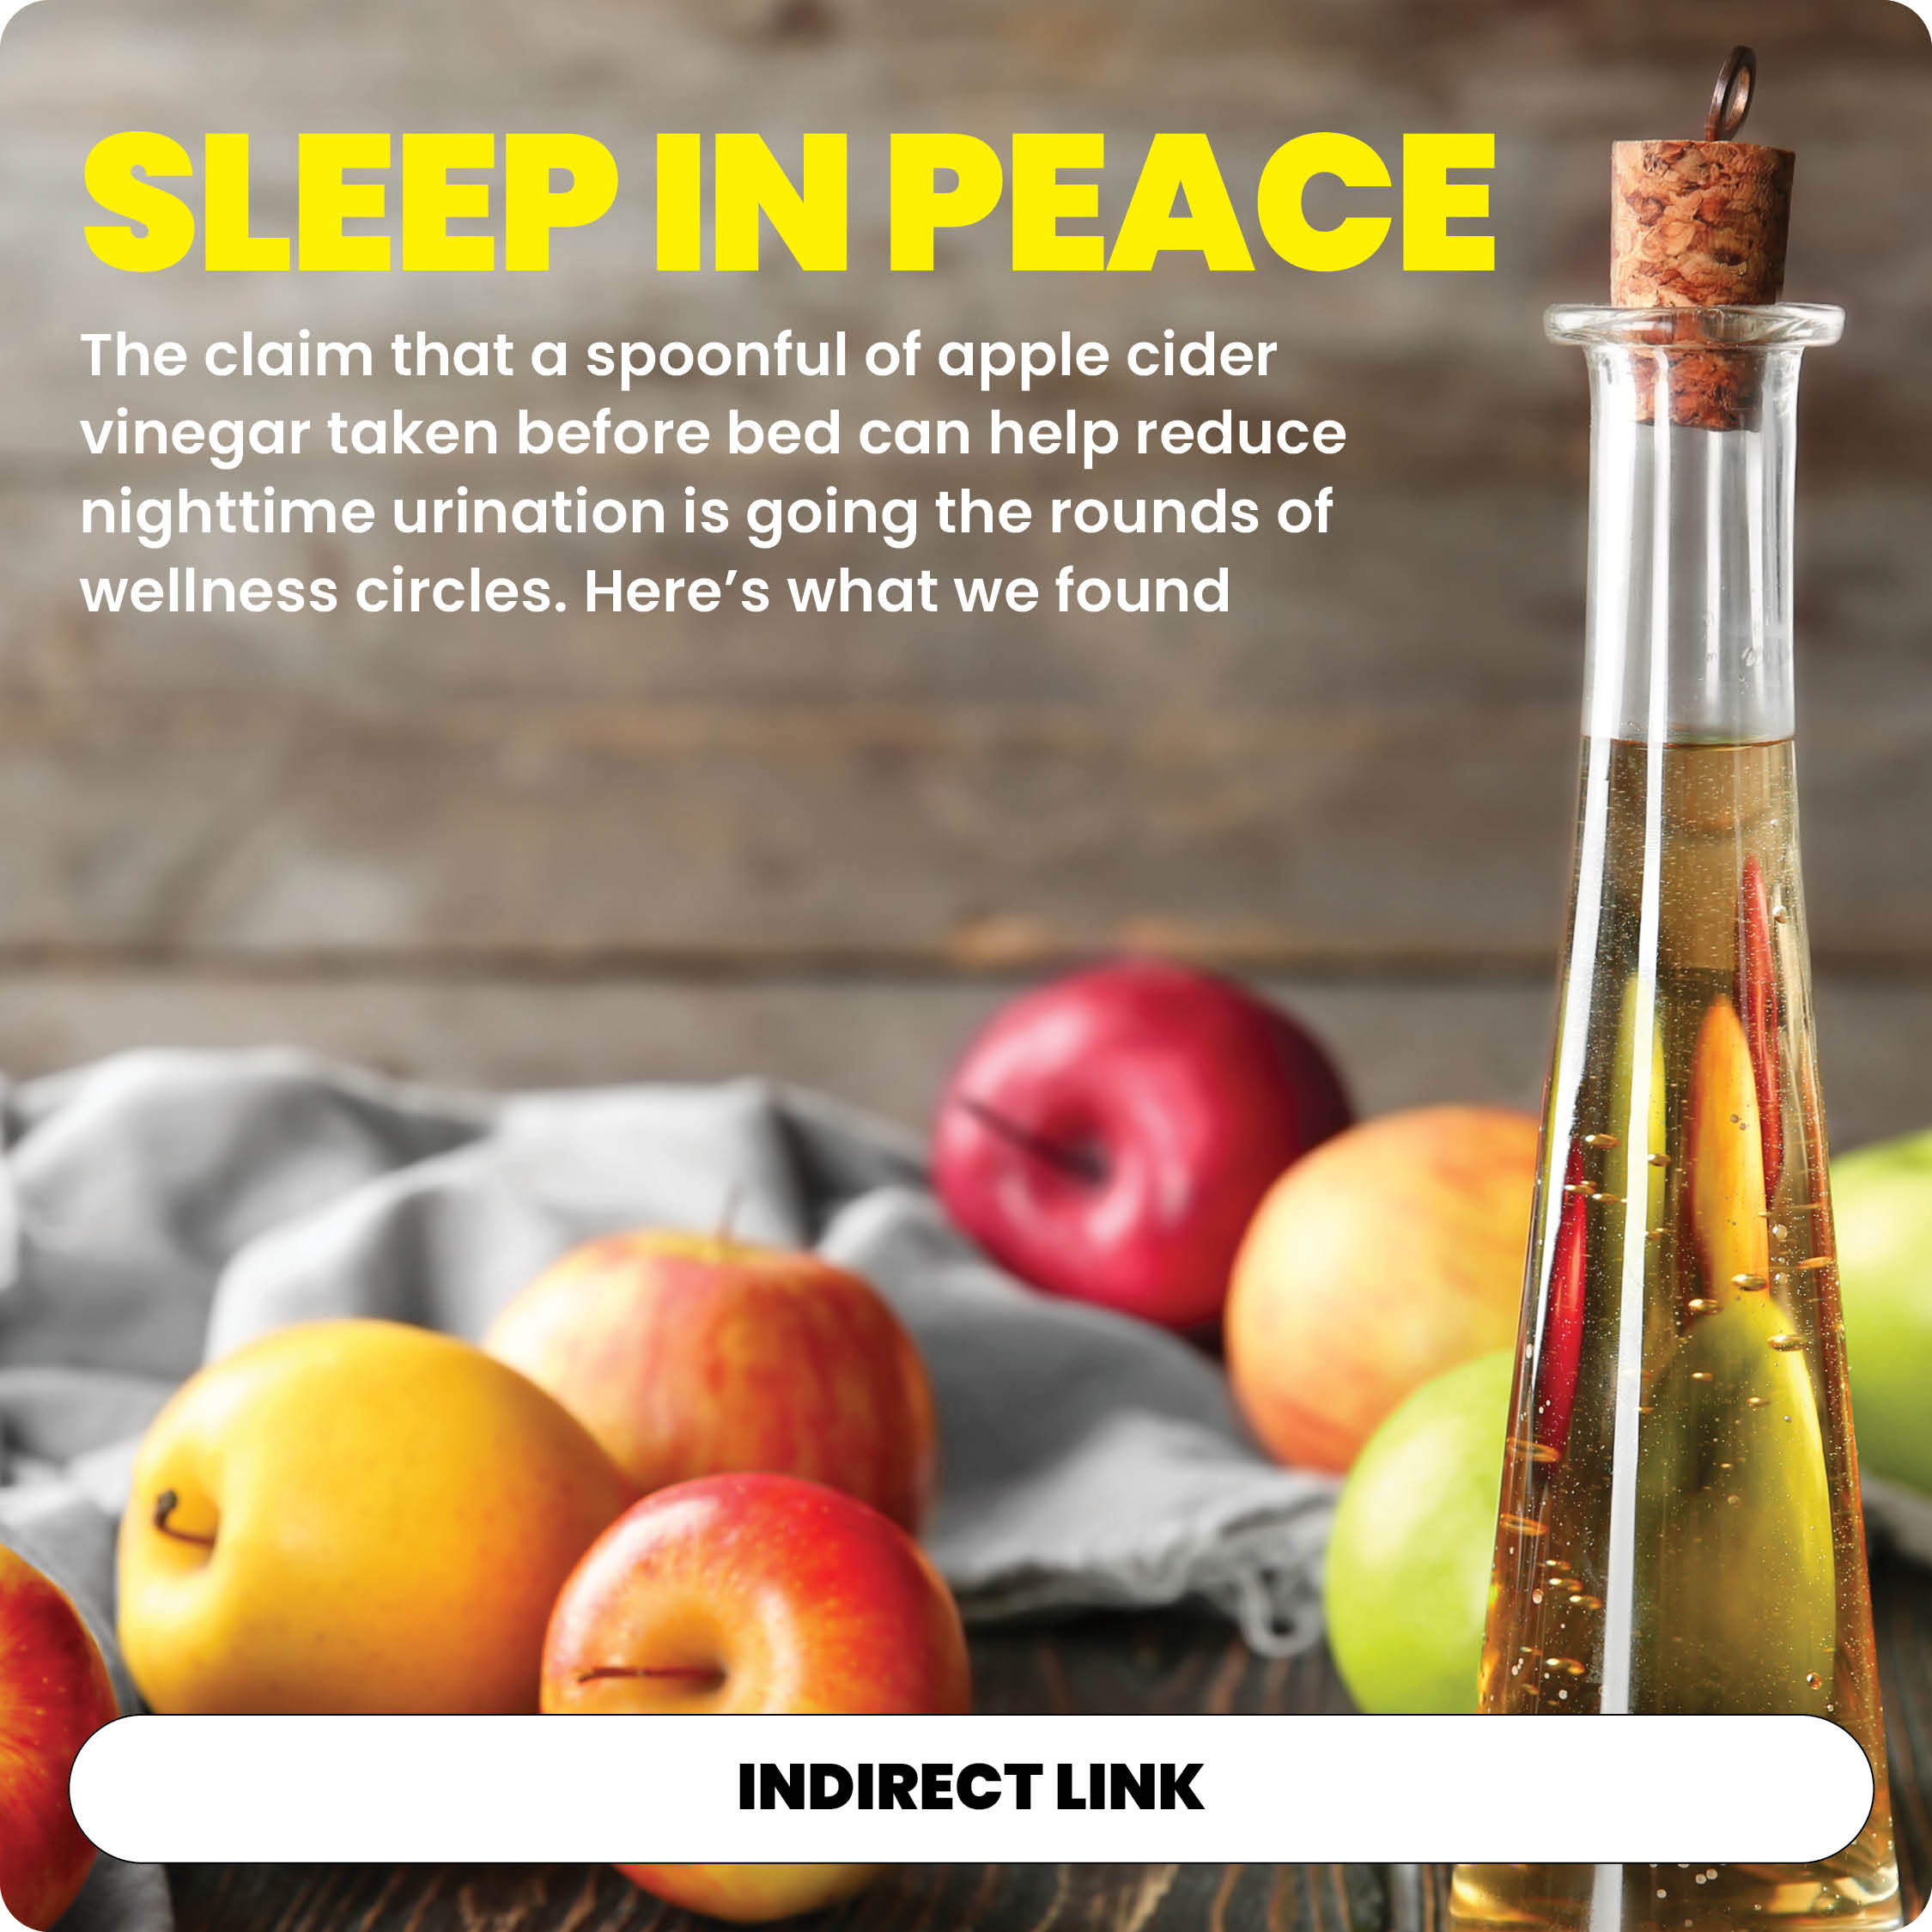 SLEEP IN PEACE
The claim that a spoonful of apple cider
vinegar taken before bed can help reduce
nighttime urination is going the rounds of
wellness circles. Here’s what we found
INDIRECT LINK